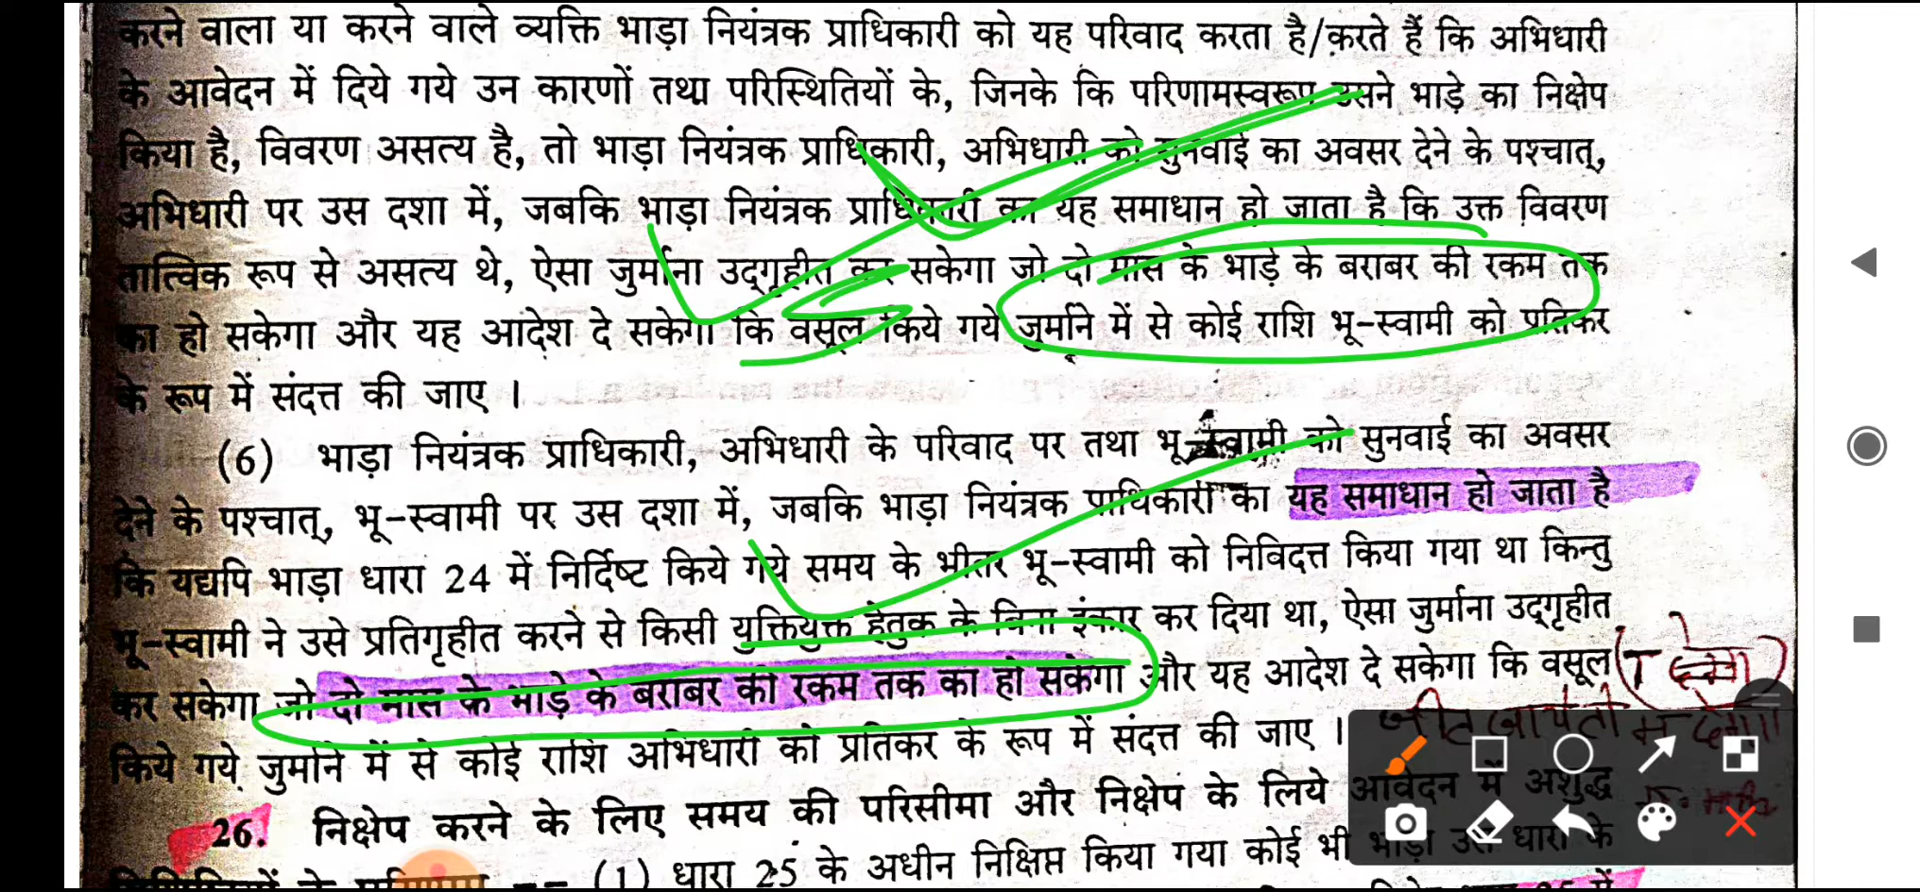 करने वाला या करने वाले व्यक्ति भाड़ा नियंत्रक प्राधिकारी को यह परिवाद करता है/करते हैं कि अभिधारी
के आवेदन में दिये गये उन कारणों तथा परिस्थितियों के, जिनके कि परिणामस्वरूप उसने भाड़े का निक्षेप
किया है, विवरण असत्य है, तो भाड़ा नियंत्रक प्राधिकारी, अभिधारी को सुनवाई का अवसर देने के पश्चात्,
अभिधारी पर उस दशा में, जबकि भाड़ा नियंत्रक प्राधिकारी का यह समाधान हो जाता है कि उक्त विवरण
तात्विक रूप से असत्य थे, ऐसा जुर्माना उद्गृहीत कर सकेगा जो दो मास के भाड़े के बराबर की रकम तक
का हो सकेगा और यह आदेश दे सकेगा कि वसूल किये गये जुर्माने में से कोई राशि भू-स्वामी को प्रतिकर
के रूप में संदत्त की जाए ।
(6) भाड़ा नियंत्रक प्राधिकारी, अभिधारी के परिवाद पर तथा भू-स्वामी को सुनवाई का अवसर
देने के पश्चात्, भू-स्वामी पर उस दशा में, जबकि भाड़ा नियंत्रक प्राधिकारी का यह समाधान हो जाता है
कि यद्यपि भाड़ा धारा 24 में निर्दिष्ट किये गये समय के भीतर भू-स्वामी को निविदत्त किया गया था किन्तु
भू-स्वामी ने उसे प्रतिगृहीत करने से किसी युक्तियुक्त हेतुक के बिना इंकार कर दिया था, ऐसा जुर्माना उद्गृहीत
कर सकेगा जो दो मास के भाड़े के बराबर की रकम तक का हो सकेगा और यह आदेश दे सकेगा कि वसूल
किये गये जुर्माने में से कोई राशि अभिधारी को प्रतिकर के रूप में संदत्त की जाए ।
26. निक्षेप करने के लिए समय की परिसीमा और निक्षेप के लिये आवेदन में अशुद्ध
(1) धारा 25 के अधीन निक्षिप्त किया गया कोई भी भाड़ा उस धारा के